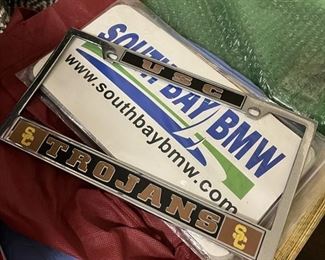 USC
SOUTH BAY BMW
www.southbaybmw.com
SC TROJANS SC